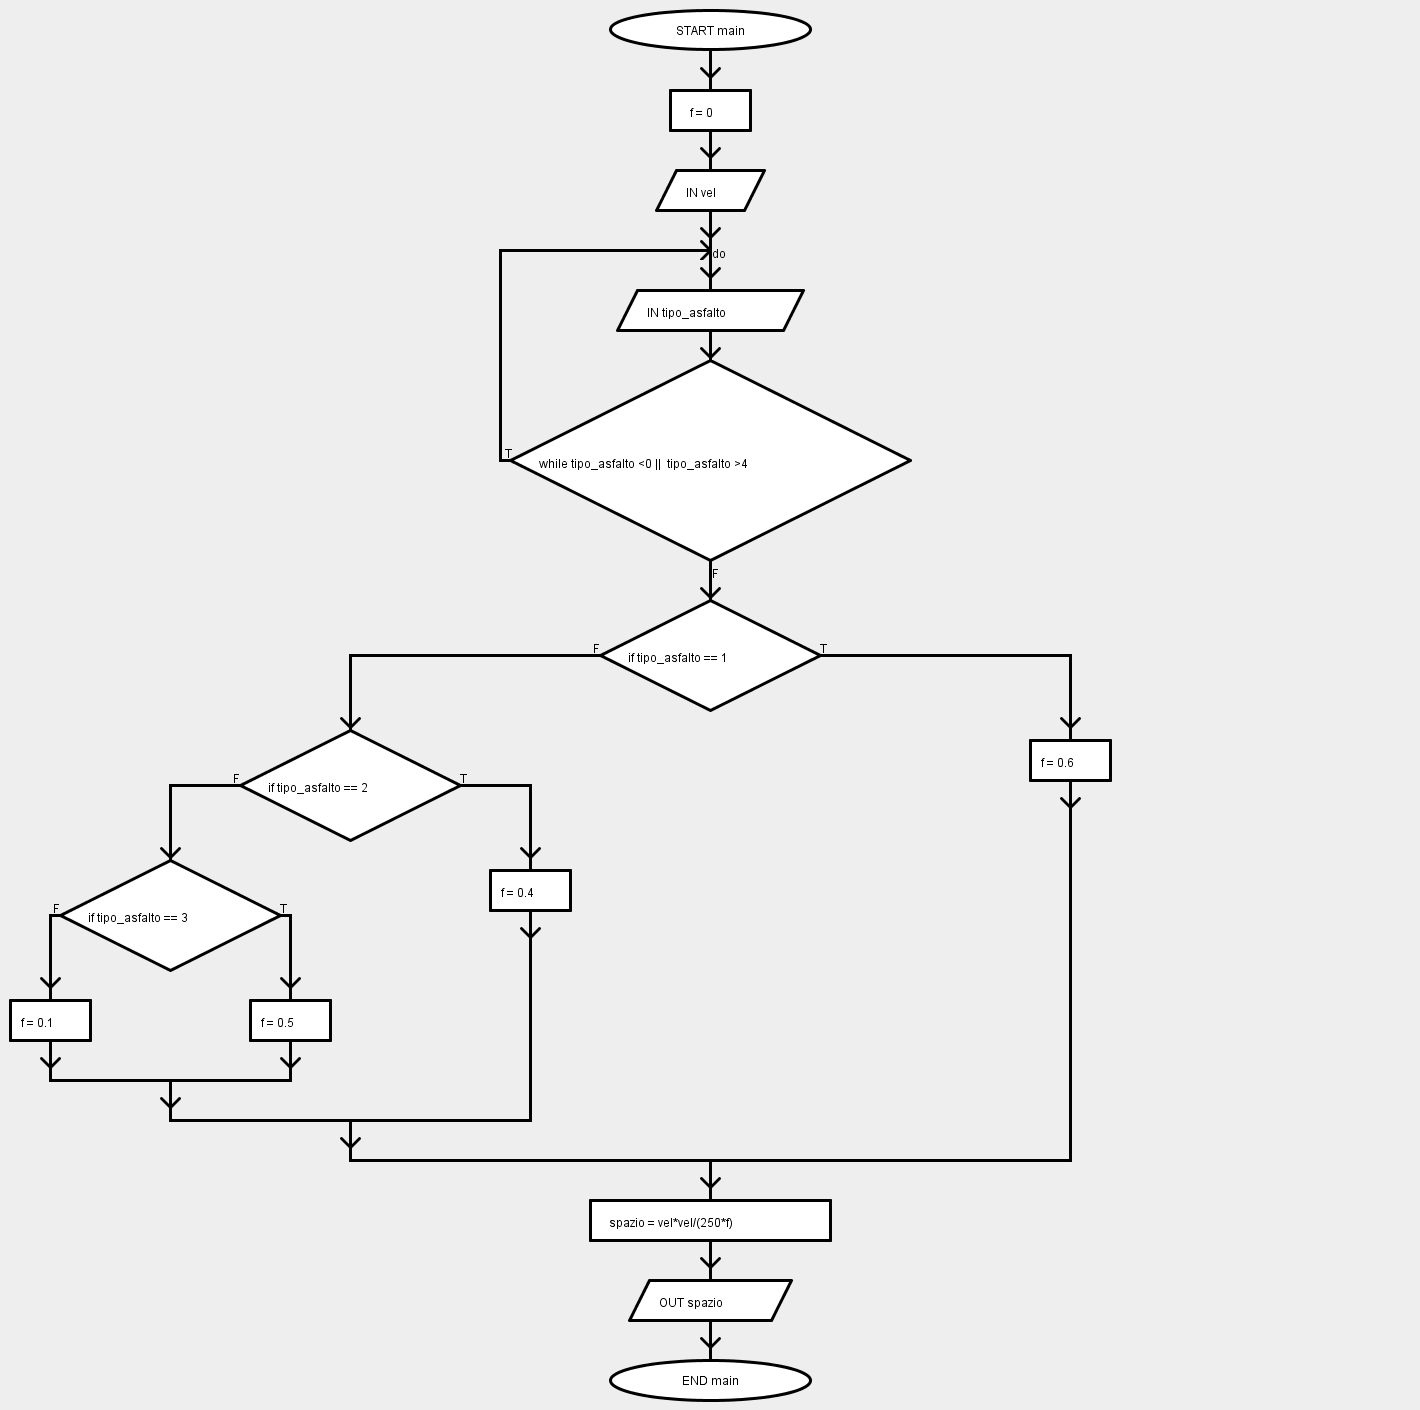 START main
f = 0
IN vel
do
IN tipo_asfalto
T
while tipo_asfalto <0 ||  tipo_asfalto >4
F
F
if tipo_asfalto == 1
T
F
if tipo_asfalto == 2
T
f = 0.6
F
if tipo_asfalto == 3
T
f = 0.4
f = 0.1
f = 0.5
spazio = vel*vel/(250*f)
OUT spazio
END main